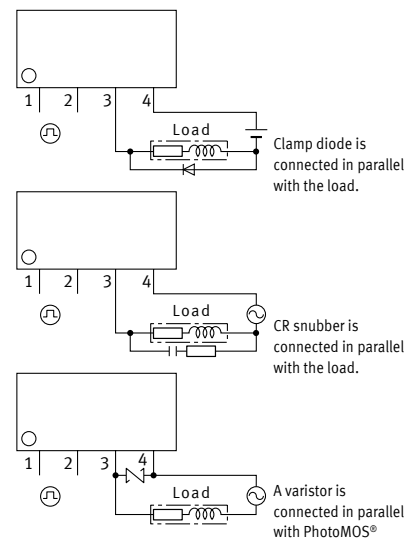 1 2 3 4
Load
Clamp diode is
connected in parallel
with the load.
1 2 3 4
Load
CR snubber is
connected in parallel
with the load.
1 2 3 4
Load
A varistor is
connected in parallel
with PhotoMOS®